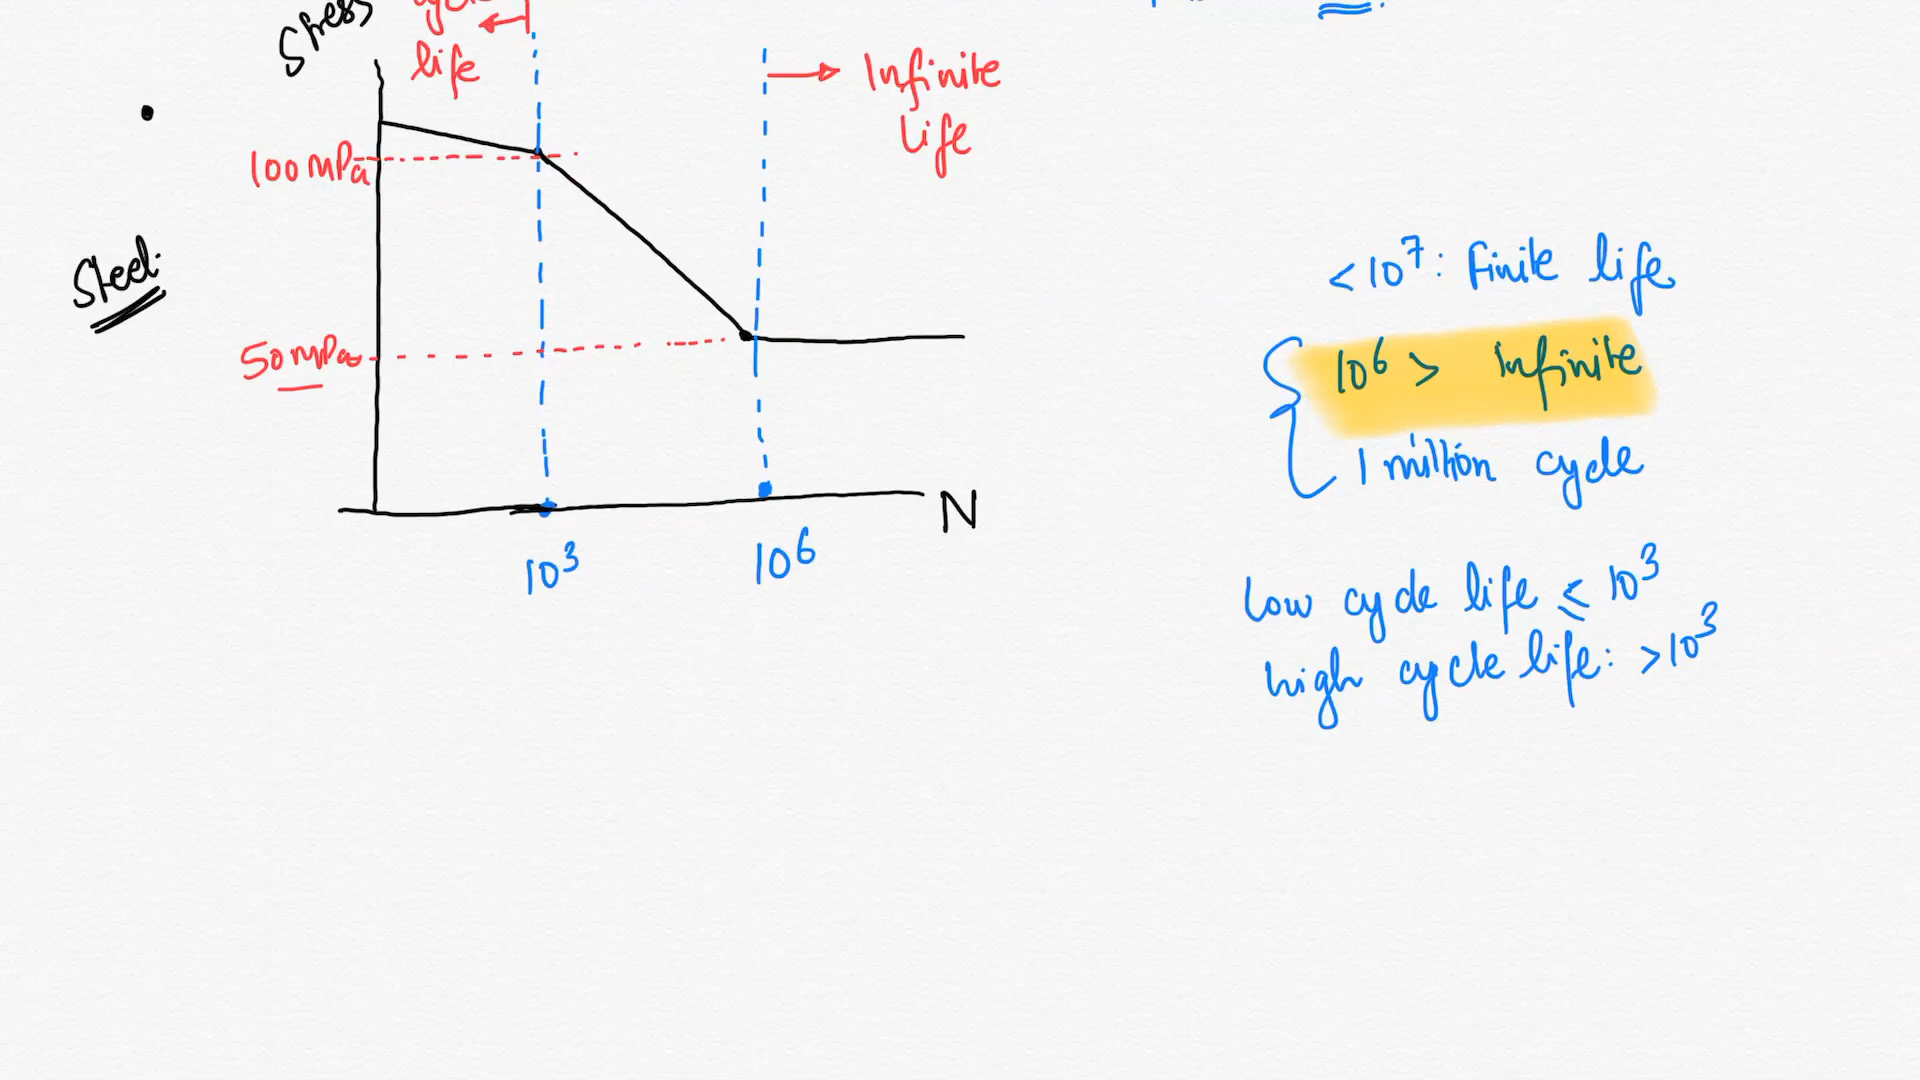 Stress
life
Infinite
Life
100 MPa
Steel.
50 MPa
N
10³
10⁶
< 10⁷: Finite life
10⁶ > Infinite
1 million cycle
Low cycle life ⩽ 10³
high cycle life: > 10³